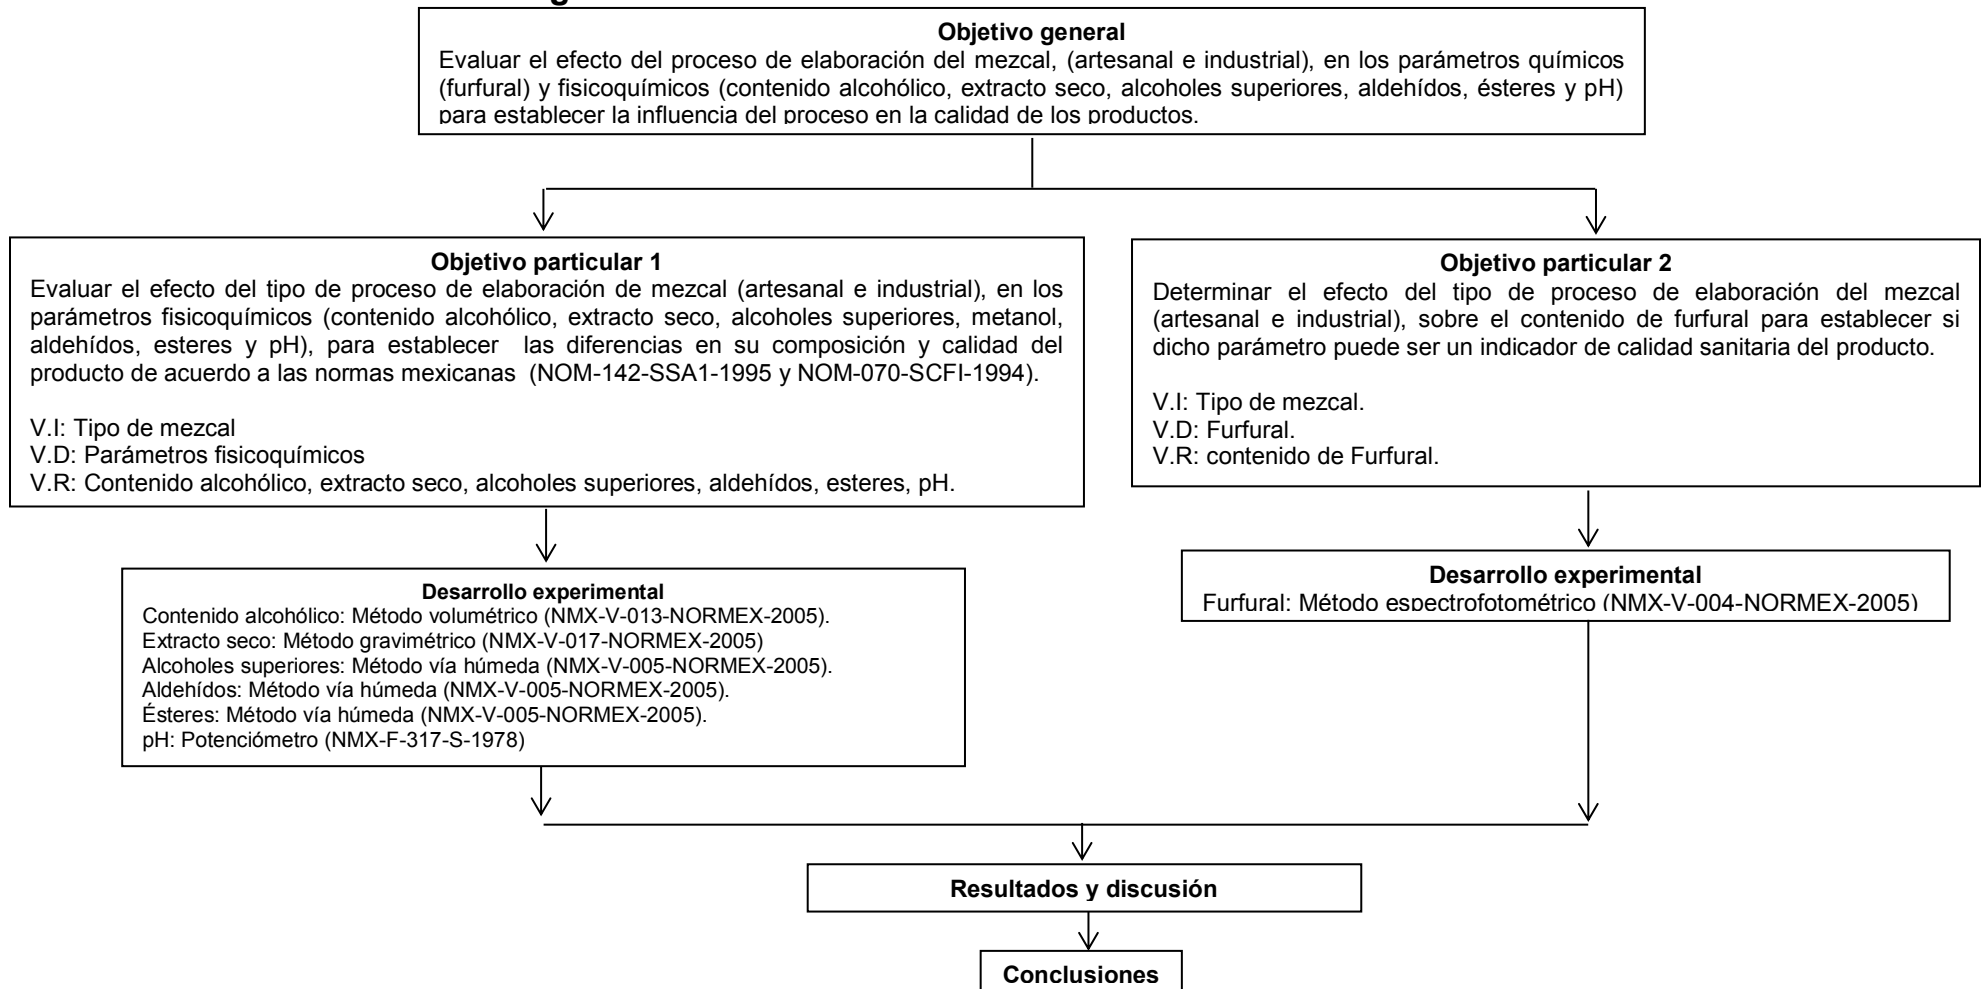 Objetivo general
Evaluar el efecto del proceso de elaboración del mezcal, (artesanal e industrial), en los parámetros químicos
(furfural) y fisicoquímicos (contenido alcohólico, extracto seco, alcoholes superiores, aldehídos, ésteres y pH)
para establecer la influencia del proceso en la calidad de los productos.
Objetivo particular 1
Evaluar el efecto del tipo de proceso de elaboración de mezcal (artesanal e industrial), en los
parámetros fisicoquímicos (contenido alcohólico, extracto seco, alcoholes superiores, metanol,
aldehídos, esteres y pH), para establecer las diferencias en su composición y calidad del
producto de acuerdo a las normas mexicanas (NOM-142-SSA1-1995 y NOM-070-SCFI-1994).
V.I: Tipo de mezcal
V.D: Parámetros fisicoquímicos
V.R: Contenido alcohólico, extracto seco, alcoholes superiores, aldehídos, esteres, pH.
Objetivo particular 2
Determinar el efecto del tipo de proceso de elaboración del mezcal
(artesanal e industrial), sobre el contenido de furfural para establecer si
dicho parámetro puede ser un indicador de calidad sanitaria del producto.
V.I: Tipo de mezcal.
V.D: Furfural.
V.R: contenido de Furfural.
Desarrollo experimental
Contenido alcohólico: Método volumétrico (NMX-V-013-NORMEX-2005).
Extracto seco: Método gravimétrico (NMX-V-017-NORMEX-2005)
Alcoholes superiores: Método vía húmeda (NMX-V-005-NORMEX-2005).
Aldehídos: Método vía húmeda (NMX-V-005-NORMEX-2005).
Ésteres: Método vía húmeda (NMX-V-005-NORMEX-2005).
pH: Potenciómetro (NMX-F-317-S-1978)
Desarrollo experimental
Furfural: Método espectrofotométrico (NMX-V-004-NORMEX-2005)
Resultados y discusión
Conclusiones